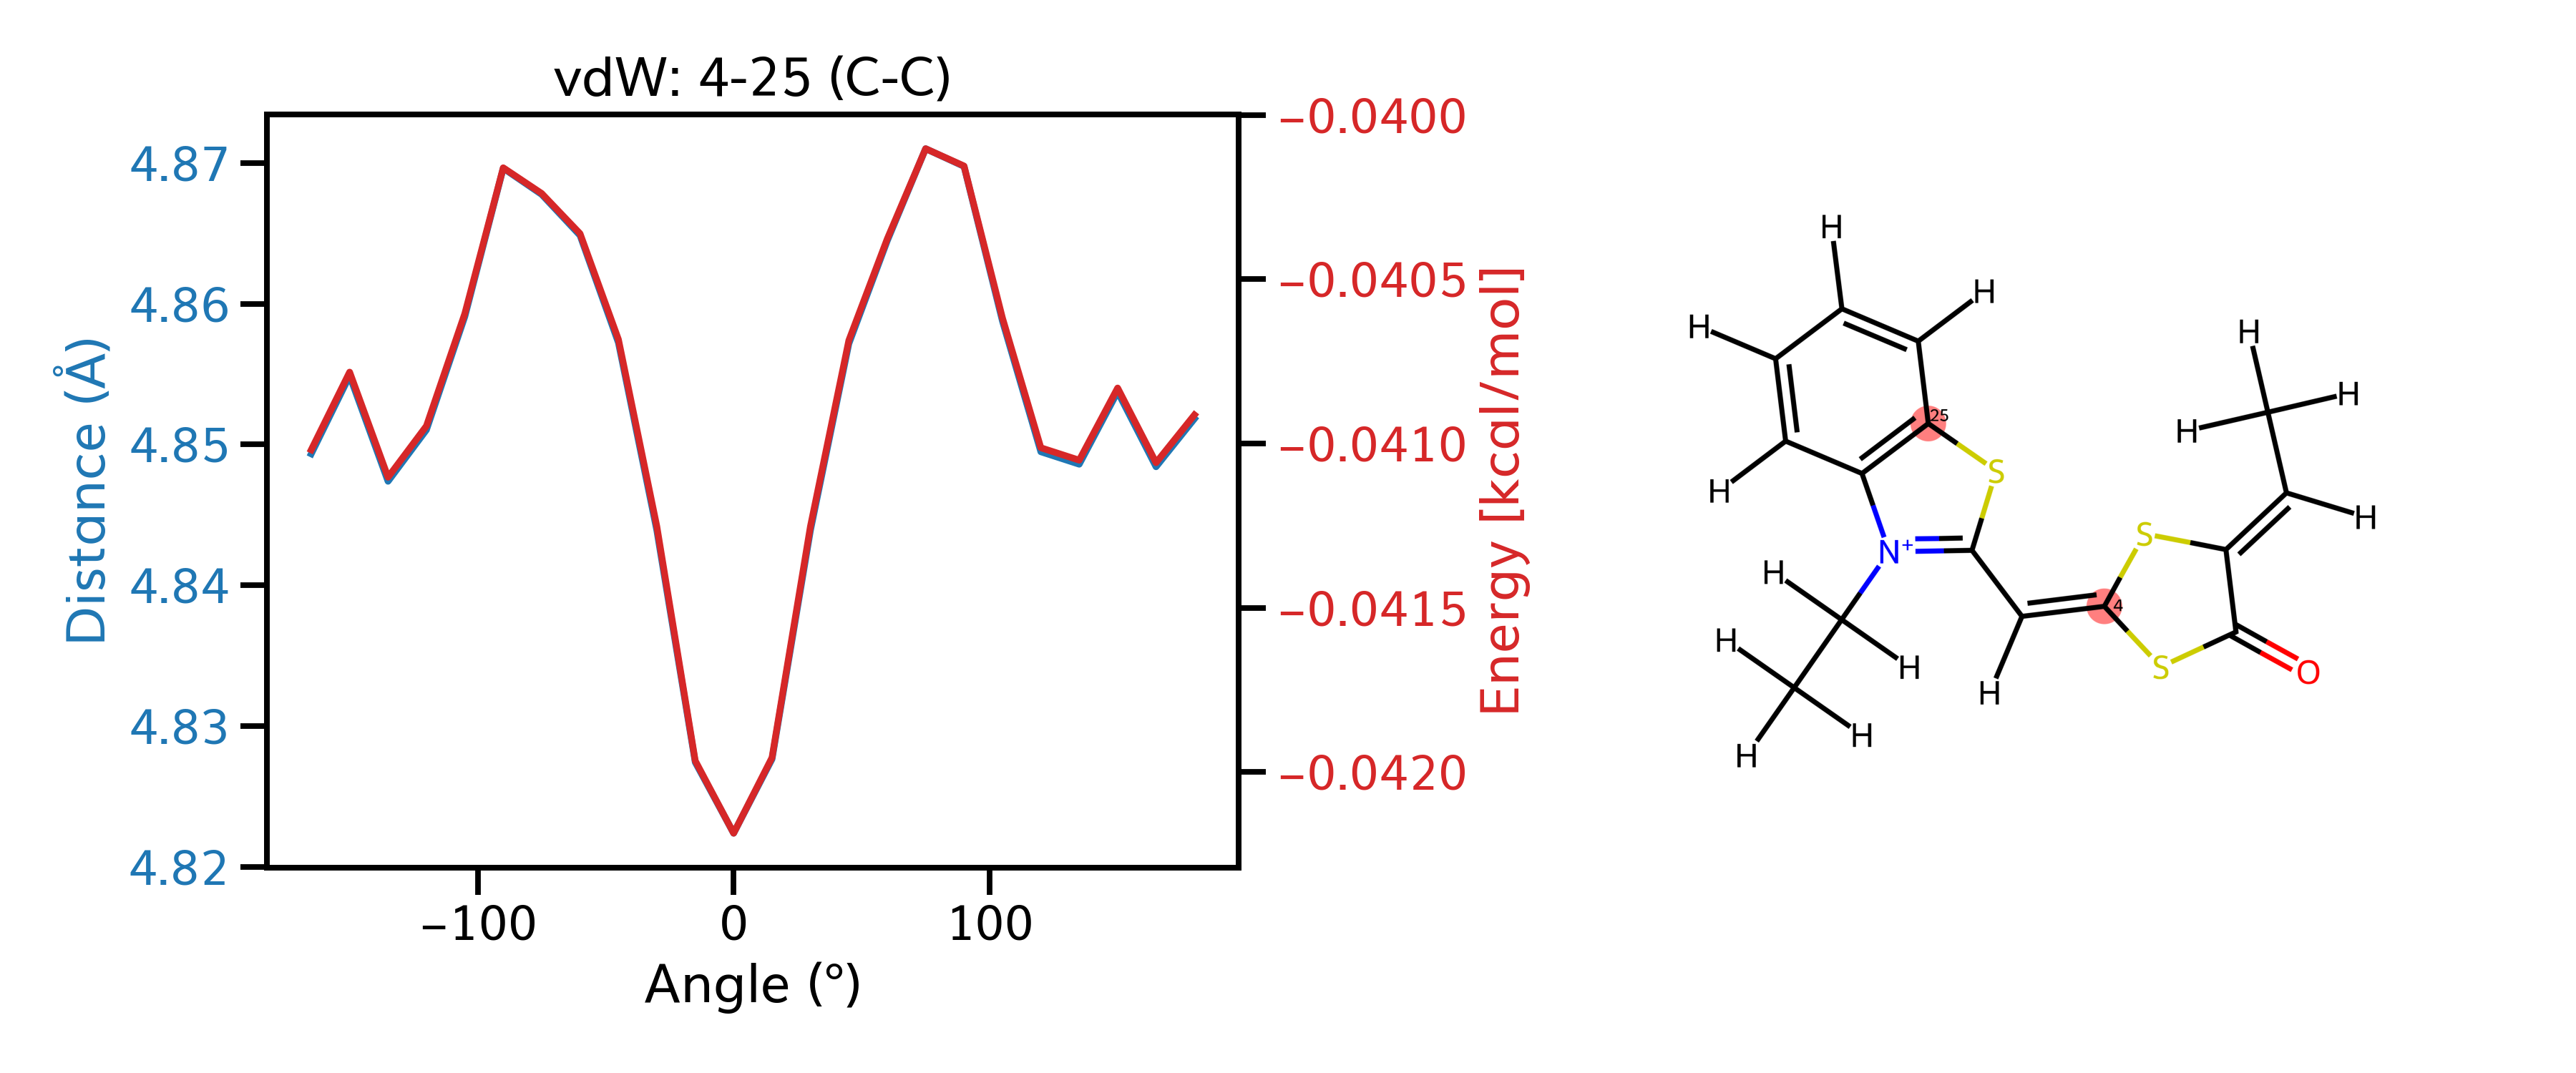 vdW: 4-25 (C-C)
4.87
4.86
4.85
4.84
4.83
4.82
Distance (Å)
−100
0
100
Angle (°)
−0.0400
−0.0405
−0.0410
−0.0415
−0.0420
Energy [kcal/mol]
H
H
H
H
H
H
H
25
S
H
H
N+
S
H
4
H
H
S
O
H
H
H